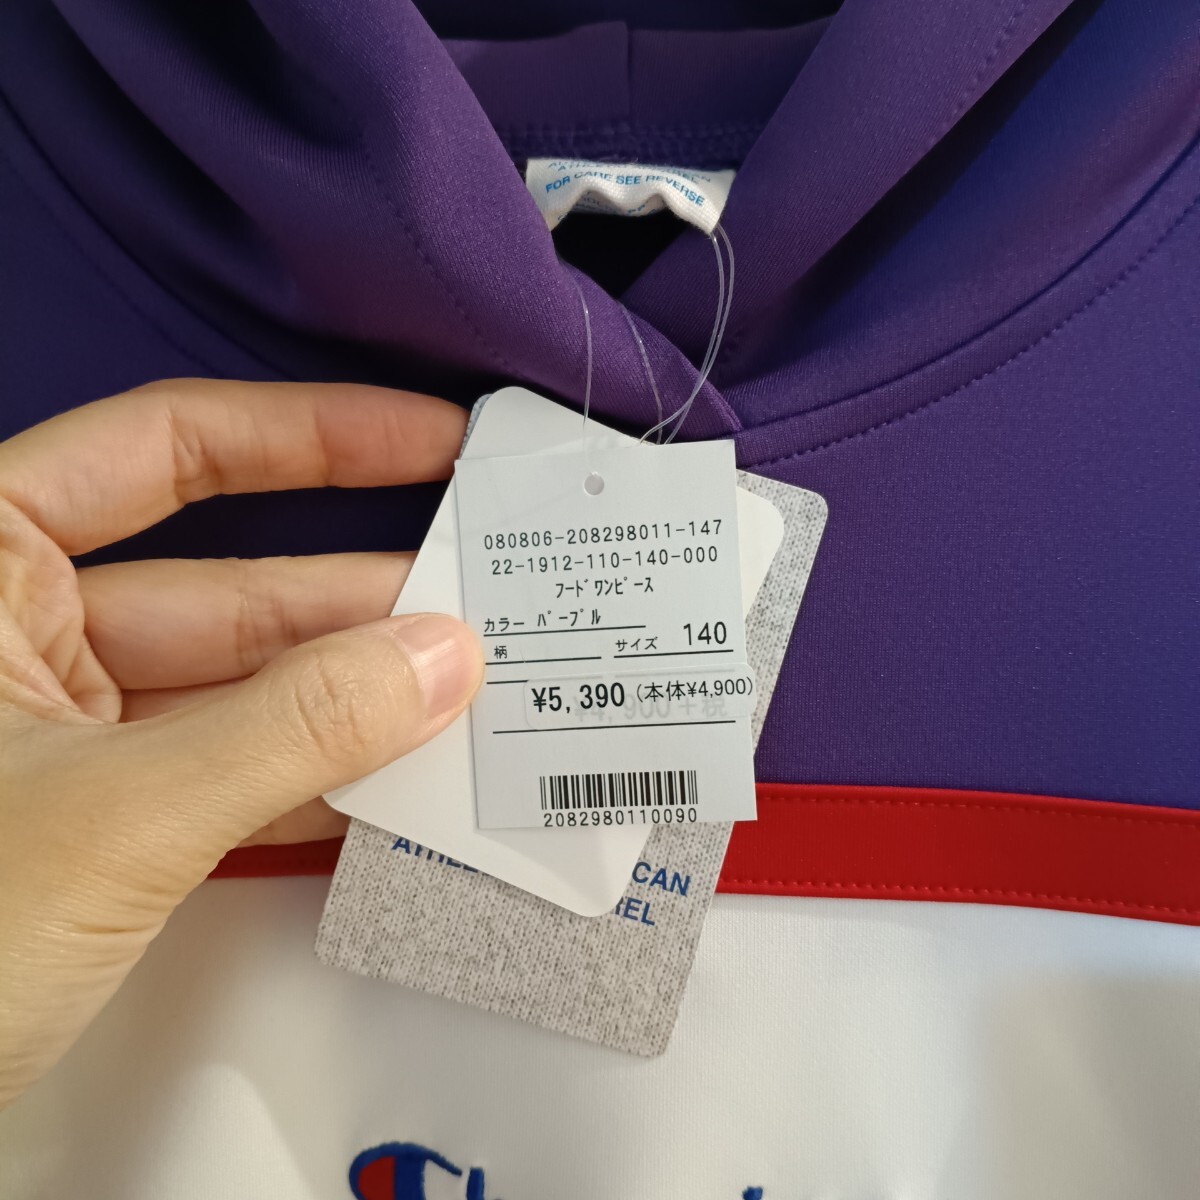 FOR CARE SEE REVERSE
080806-208298011-147
22-1912-110-140-000
フードワンピース
カラー パープル
柄
サイズ 140
¥5,390(本体¥4,900)
2082980110090